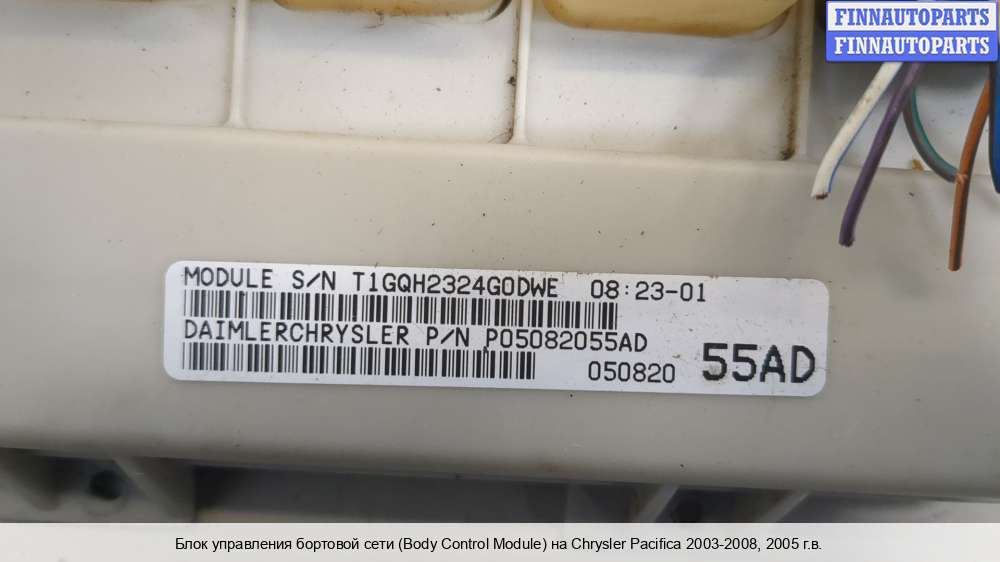 FINNAUTOPARTS
FINNAUTOPARTS
MODULE S/N T1GQH2324G0DWE 08:23-01
DAIMLERCHRYSLER P/N P05082055AD
050820 55AD
Блок управления бортовой сети (Body Control Module) на Chrysler Pacifica 2003-2008, 2005 г.в.